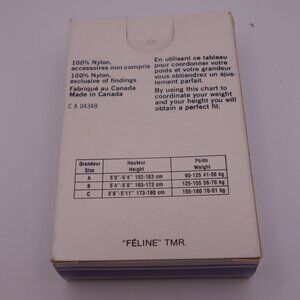 100% Nylon,
accessoires non compris
100% Nylon,
exclusive of findings
Fabriqué au Canada
Made in Canada
C A 04349
En utilisant ce tableau
pour coordonner votre
poids et votre grandeur
vous obtiendrez un ajus-
tement parfait.
By using this chart to
coordinate your weight
and your height you will
obtain a perfect fit.
Grandeur Hauteur Poids
Size Height Weight
A 5'0"-5'4" 152-163 cm 90-125 41-56 kg
B 5'4"-5'8" 163-173 cm 125-155 56-70 kg
C 5'8"-5'11" 173-180 cm 155-180 70-81 kg
"FÉLINE" TMR.